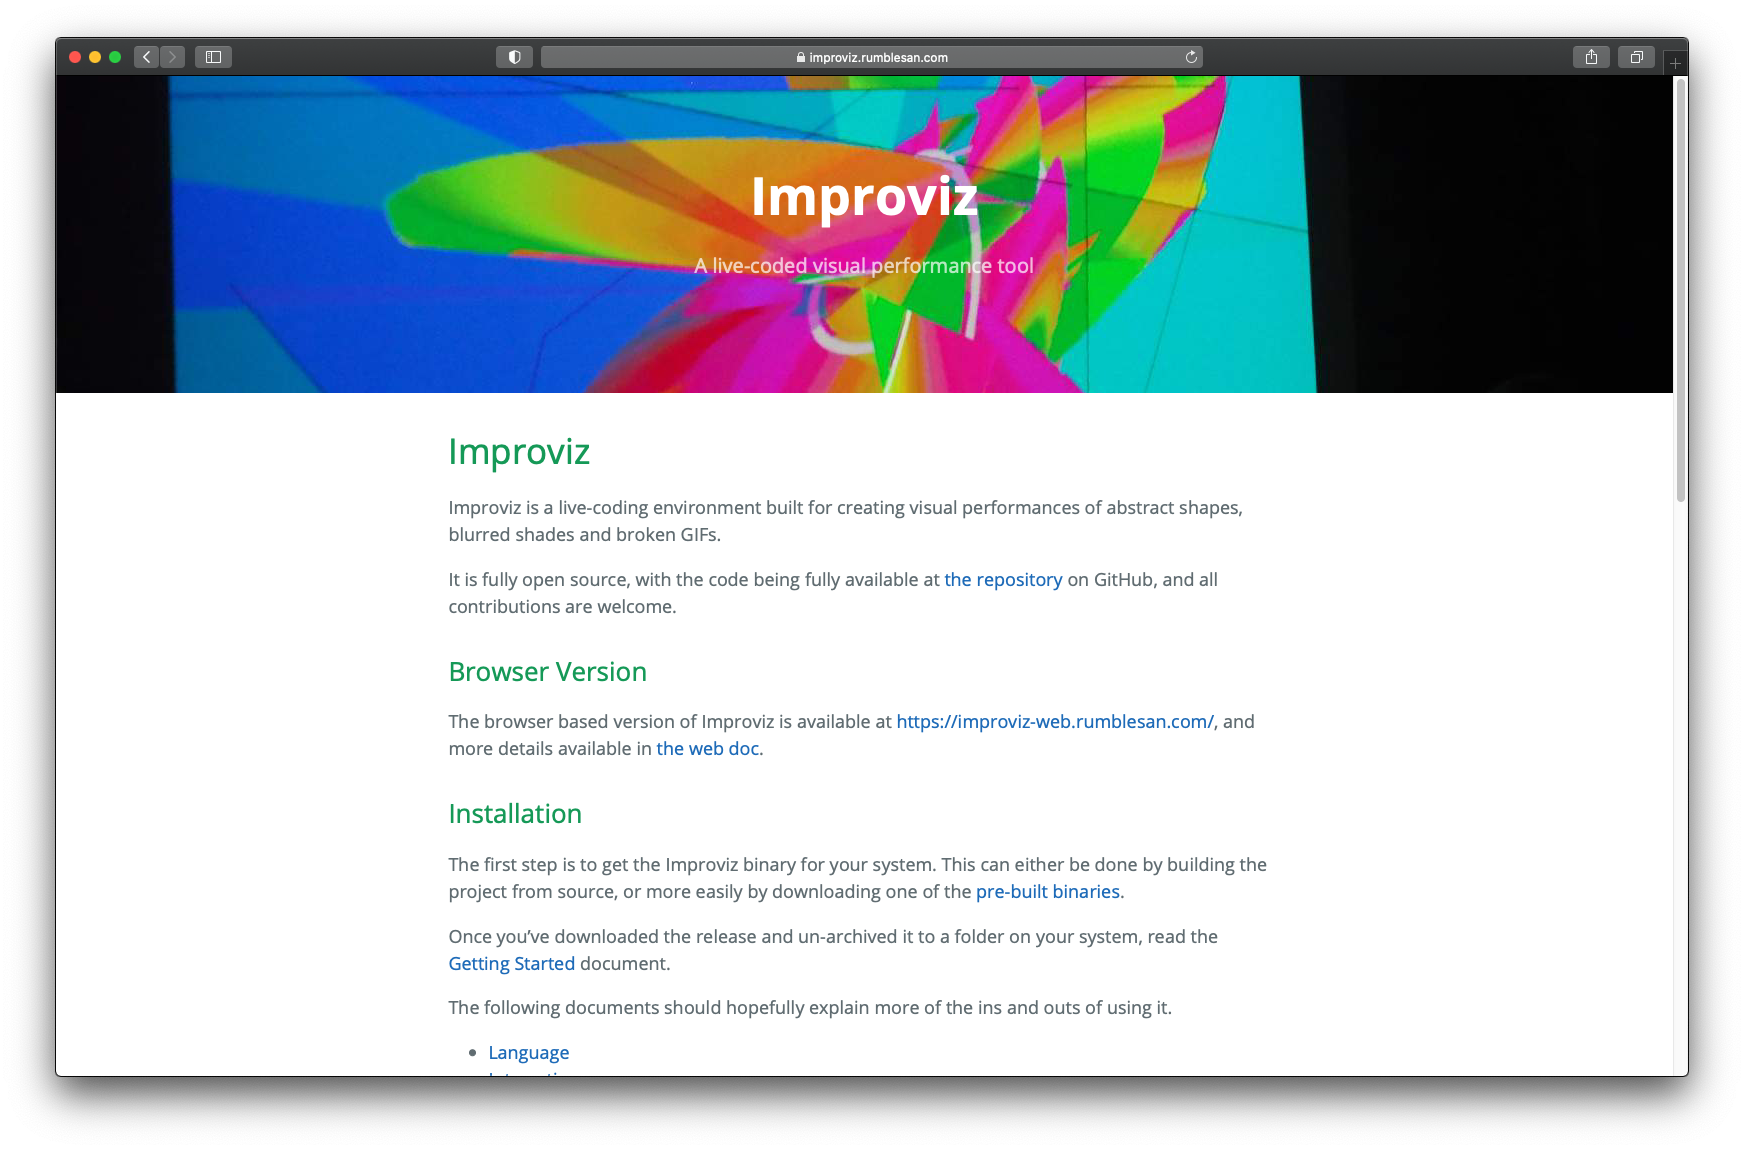 improviz.rumblesan.com
Improviz
A live-coded visual performance tool
Improviz
Improviz is a live-coding environment built for creating visual performances of abstract shapes,
blurred shades and broken GIFs.
It is fully open source, with the code being fully available at the repository on GitHub, and all
contributions are welcome.
Browser Version
The browser based version of Improviz is available at https://improviz-web.rumblesan.com/, and
more details available in the web doc.
Installation
The first step is to get the Improviz binary for your system. This can either be done by building the
project from source, or more easily by downloading one of the pre-built binaries.
Once you’ve downloaded the release and un-archived it to a folder on your system, read the
Getting Started document.
The following documents should hopefully explain more of the ins and outs of using it.
• Language